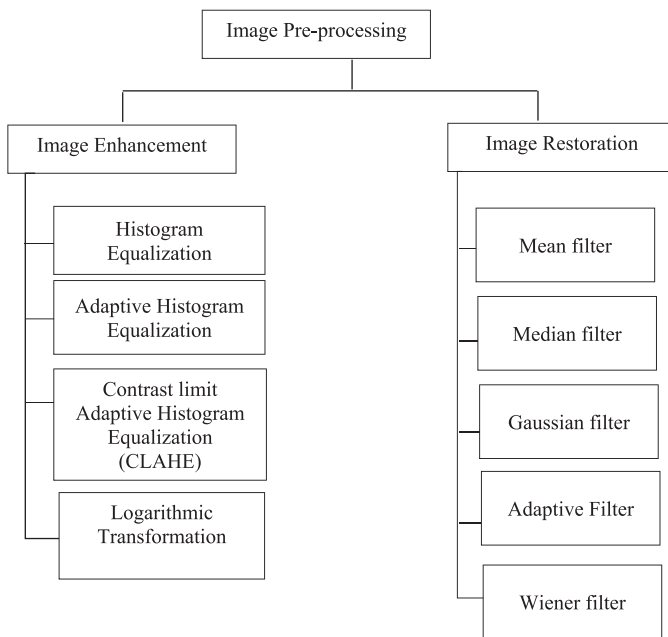 Image Pre-processing
Image Enhancement
Histogram
Equalization
Adaptive Histogram
Equalization
Contrast limit
Adaptive Histogram
Equalization
(CLAHE)
Logarithmic
Transformation
Image Restoration
Mean filter
Median filter
Gaussian filter
Adaptive Filter
Wiener filter